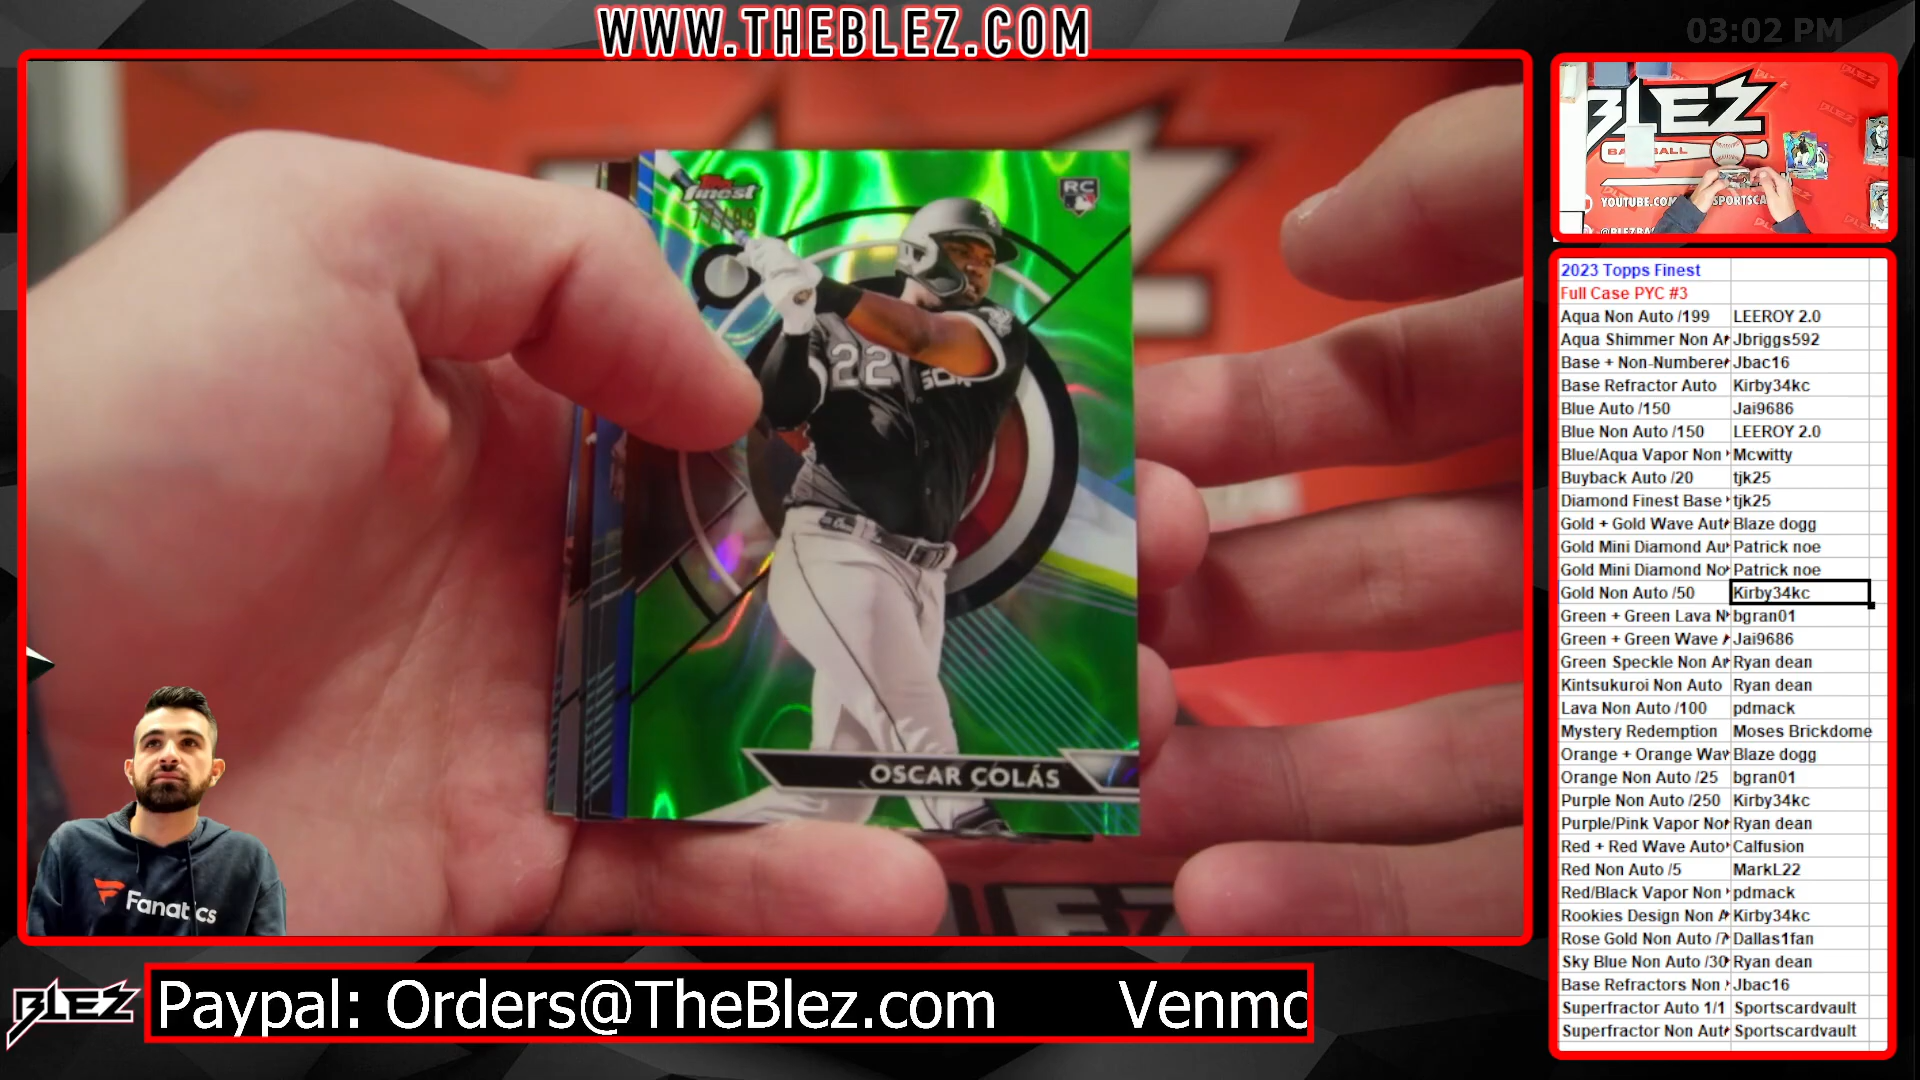 WWW.THEBLEZ.COM
03:02 PM
Topps
finest
RC
22
SOX
OSCAR COLÁS
Fanatics
BLEZ
Paypal: Orders@TheBlez.com Venmo
BLEZ
BASEBALL
YOUTUBE.COM
SPORTSCA
2023 Topps Finest
Full Case PYC #3
Aqua Non Auto /199 LEEROY 2.0
Aqua Shimmer Non A Jbriggs592
Base + Non-Numbere Jbac16
Base Refractor Auto Kirby34kc
Blue Auto /150 Jai9686
Blue Non Auto /150 LEEROY 2.0
Blue/Aqua Vapor Non Mcwitty
Buyback Auto /20 tjk25
Diamond Finest Base tjk25
Gold + Gold Wave Aut Blaze dogg
Gold Mini Diamond Au Patrick noe
Gold Mini Diamond No Patrick noe
Gold Non Auto /50 Kirby34kc
Green + Green Lava N bgran01
Green + Green Wave Jai9686
Green Speckle Non A Ryan dean
Kintsukuroi Non Auto Ryan dean
Lava Non Auto /100 pdmack
Mystery Redemption Moses Brickdome
Orange + Orange Wav Blaze dogg
Orange Non Auto /25 bgran01
Purple Non Auto /250 Kirby34kc
Purple/Pink Vapor No Ryan dean
Red + Red Wave Auto Calfusion
Red Non Auto /5 MarkL22
Red/Black Vapor Non pdmack
Rookies Design Non A Kirby34kc
Rose Gold Non Auto /7 Dallas1fan
Sky Blue Non Auto /30 Ryan dean
Base Refractors Non Jbac16
Superfractor Auto 1/1 Sportscardvault
Superfractor Non Aut Sportscardvault